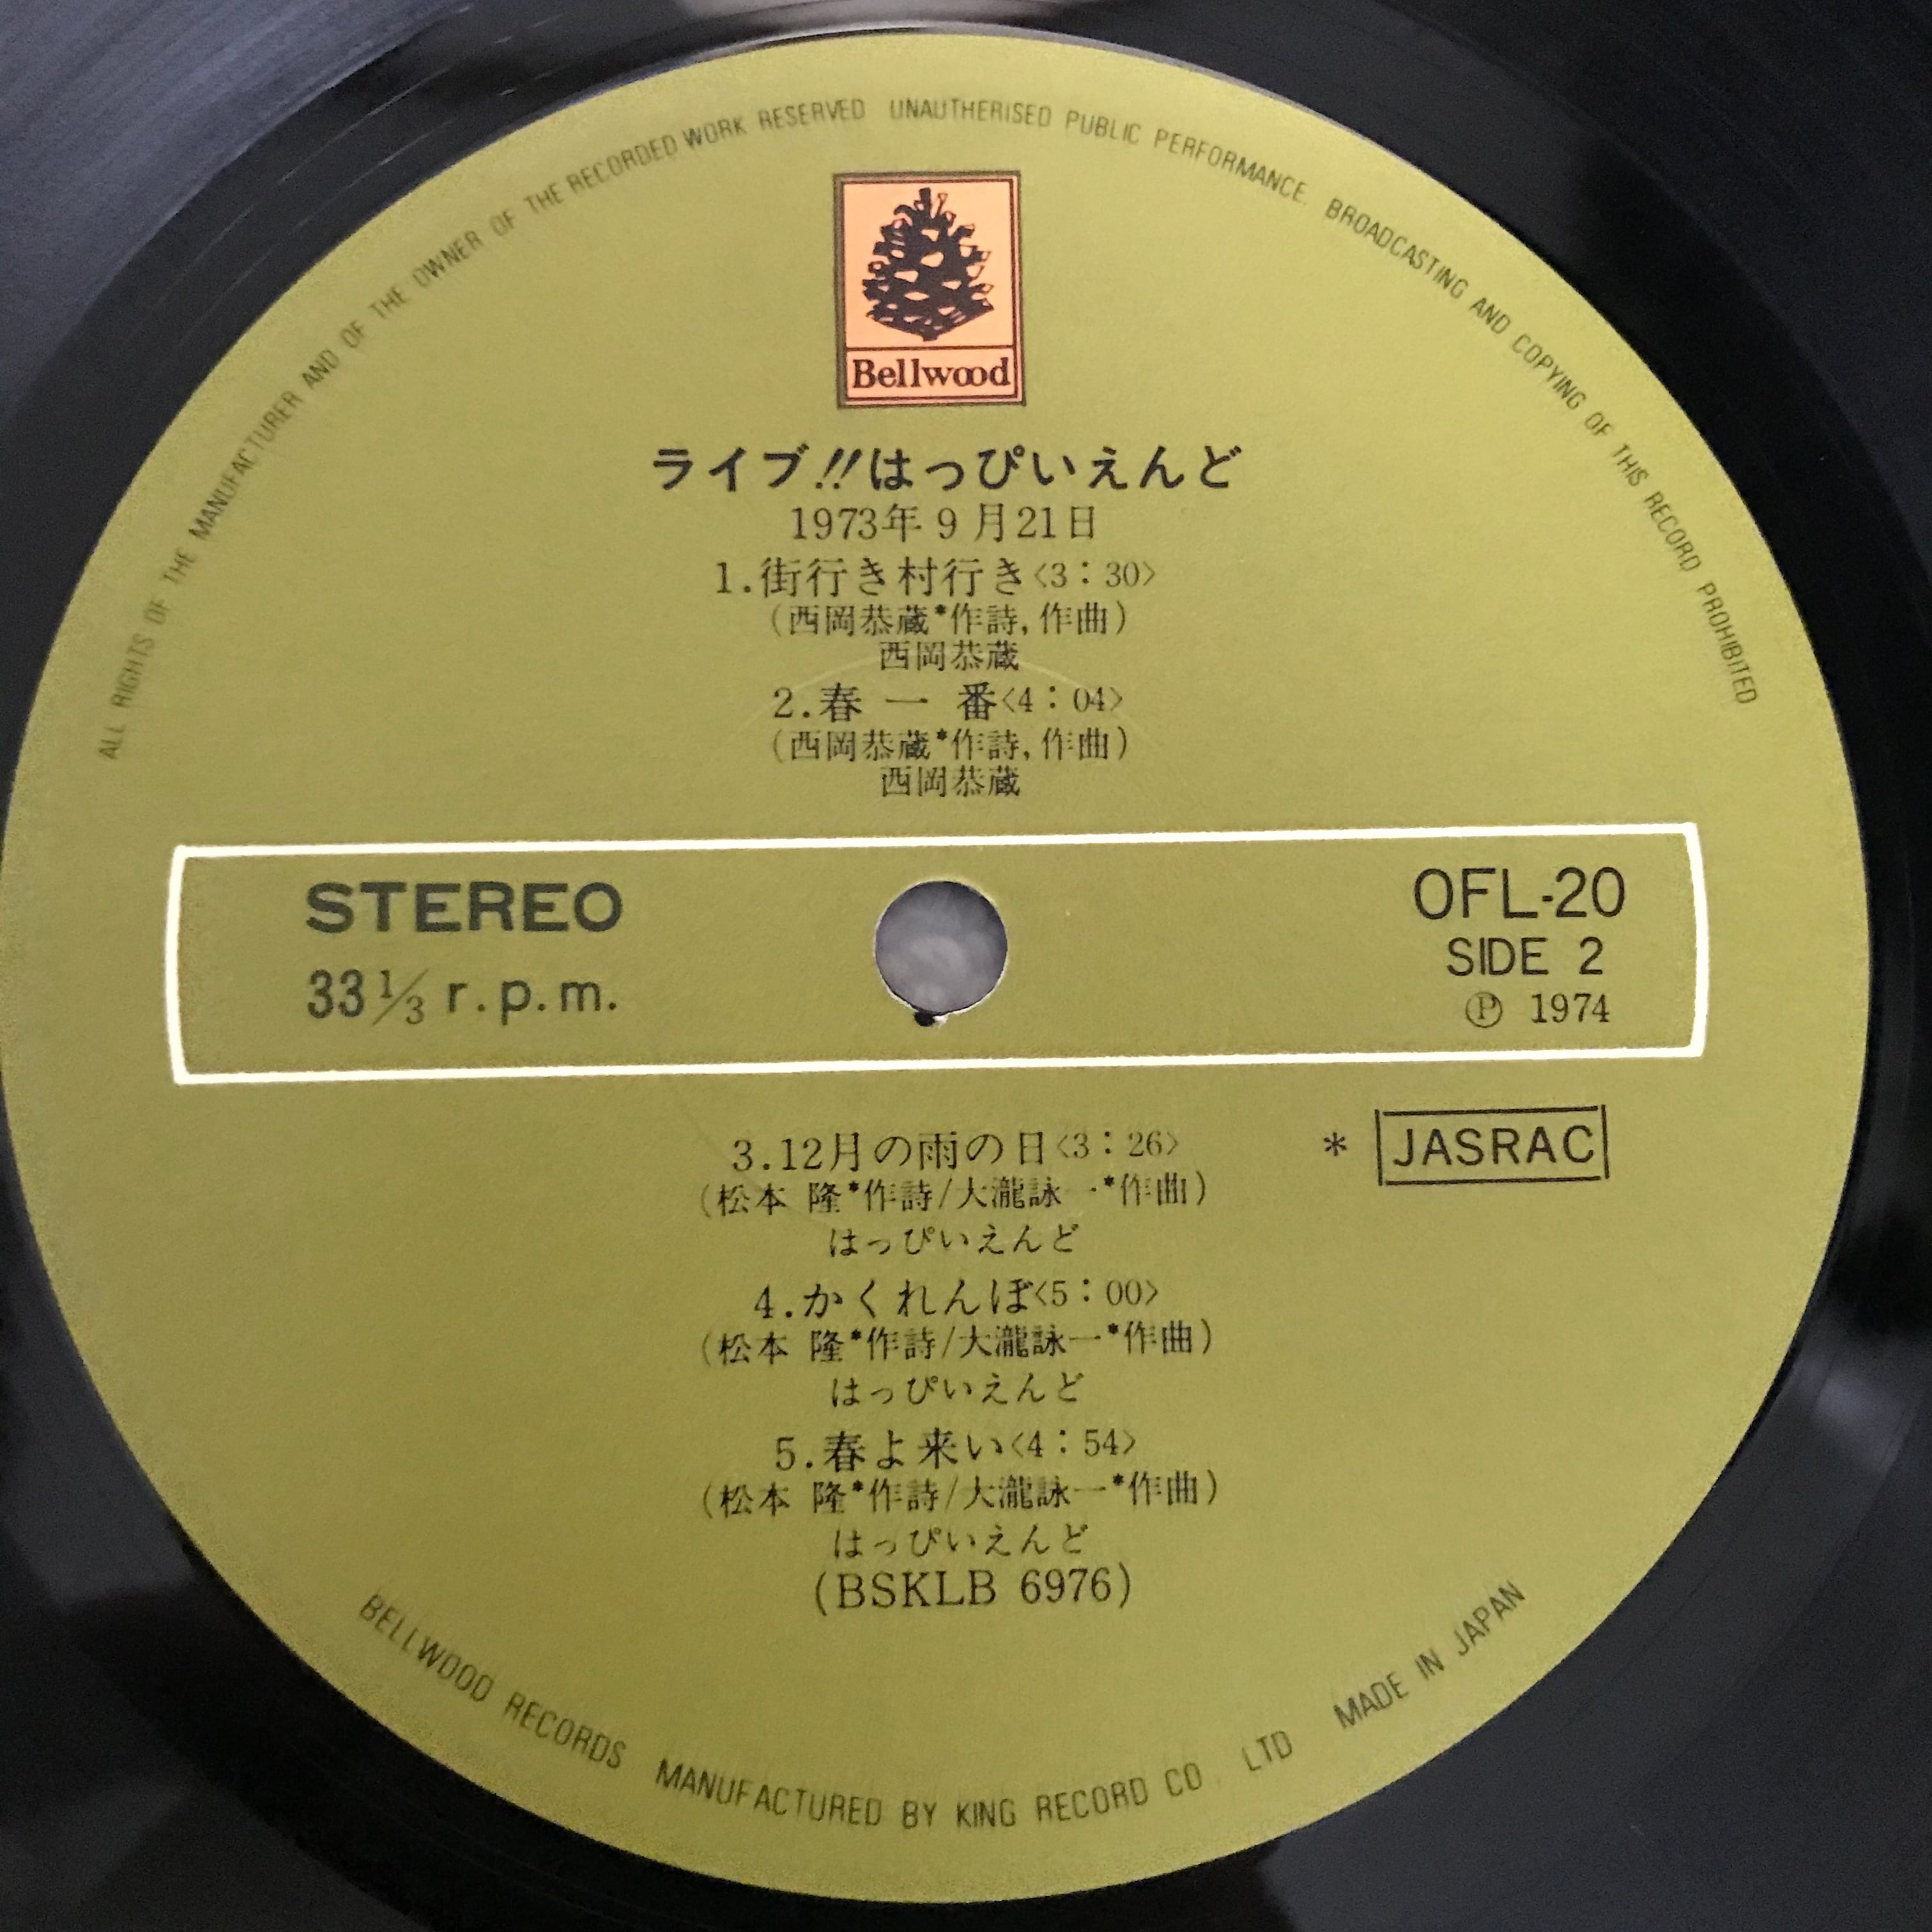 ALL RIGHTS OF THE MANUFACTURER AND OF THE OWNER OF THE RECORDED WORK RESERVED UNAUTHERISED PUBLIC PERFORMANCE. BROADCASTING AND COPYING OF THIS RECORD PROHIBITED
Bellwood
ライブ!!はっぴいえんど
1973年9月21日
1.街行き村行き〈3:30〉
(西岡恭蔵*作詩,作曲)
西岡恭蔵
2.春一番〈4:04〉
(西岡恭蔵*作詩,作曲)
西岡恭蔵
STEREO
33 1/3 r.p.m.
OFL-20
SIDE 2
Ⓟ 1974
3.12月の雨の日〈3:26〉
(松本 隆*作詩/大瀧詠一*作曲)
はっぴいえんど
* JASRAC
4.かくれんぼ〈5:00〉
(松本 隆*作詩/大瀧詠一*作曲)
はっぴいえんど
5.春よ来い〈4:54〉
(松本 隆*作詩/大瀧詠一*作曲)
はっぴいえんど
(BSKLB 6976)
BELLWOOD RECORDS MANUFACTURED BY KING RECORD CO. LTD MADE IN JAPAN